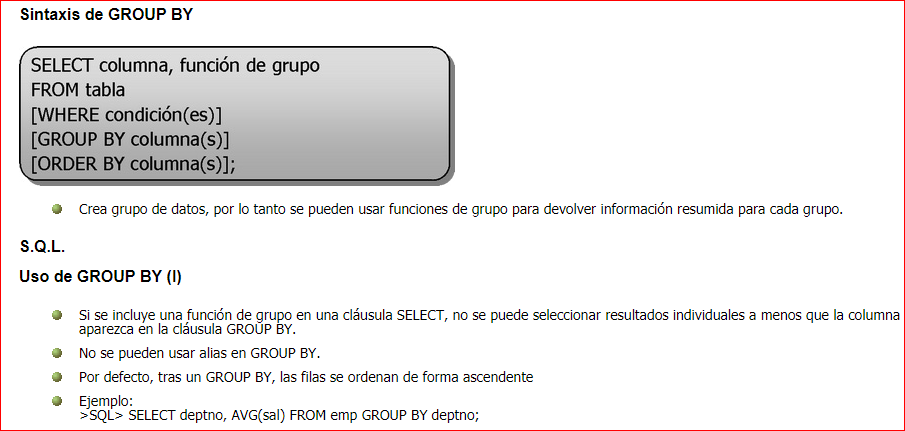 Sintaxis de GROUP BY
SELECT columna, función de grupo
FROM tabla
[WHERE condición(es)]
[GROUP BY columna(s)]
[ORDER BY columna(s)];
Crea grupo de datos, por lo tanto se pueden usar funciones de grupo para devolver información resumida para cada grupo.
S.Q.L.
Uso de GROUP BY (I)
Si se incluye una función de grupo en una cláusula SELECT, no se puede seleccionar resultados individuales a menos que la columna
aparezca en la cláusula GROUP BY.
No se pueden usar alias en GROUP BY.
Por defecto, tras un GROUP BY, las filas se ordenan de forma ascendente
Ejemplo:
>SQL> SELECT deptno, AVG(sal) FROM emp GROUP BY deptno;